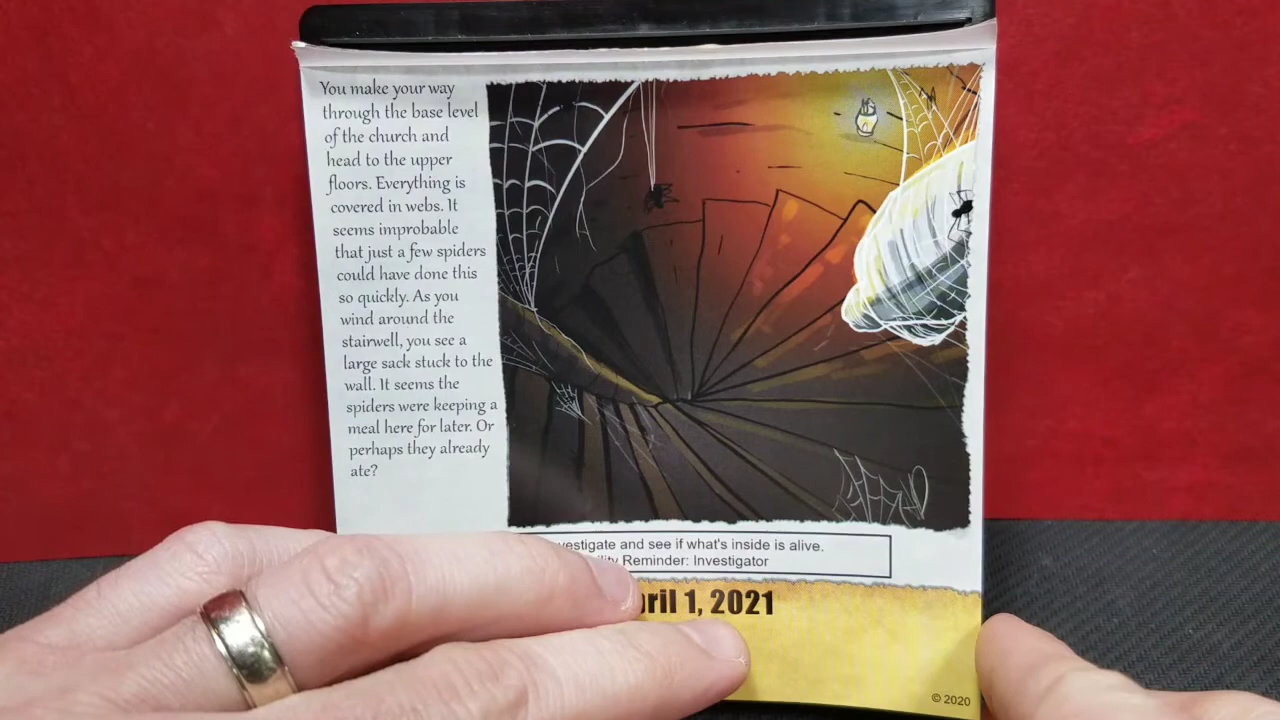 You make your way
through the base level
of the church and
head to the upper
floors. Everything is
covered in webs. It
seems improbable
that just a few spiders
could have done this
so quickly. As you
wind around the
stairwell, you see a
large sack stuck to the
wall. It seems the
spiders were keeping a
meal here for later. Or
perhaps they already
ate?
vestigate and see if what's inside is alive.
ility Reminder: Investigator
pril 1, 2021
© 2020